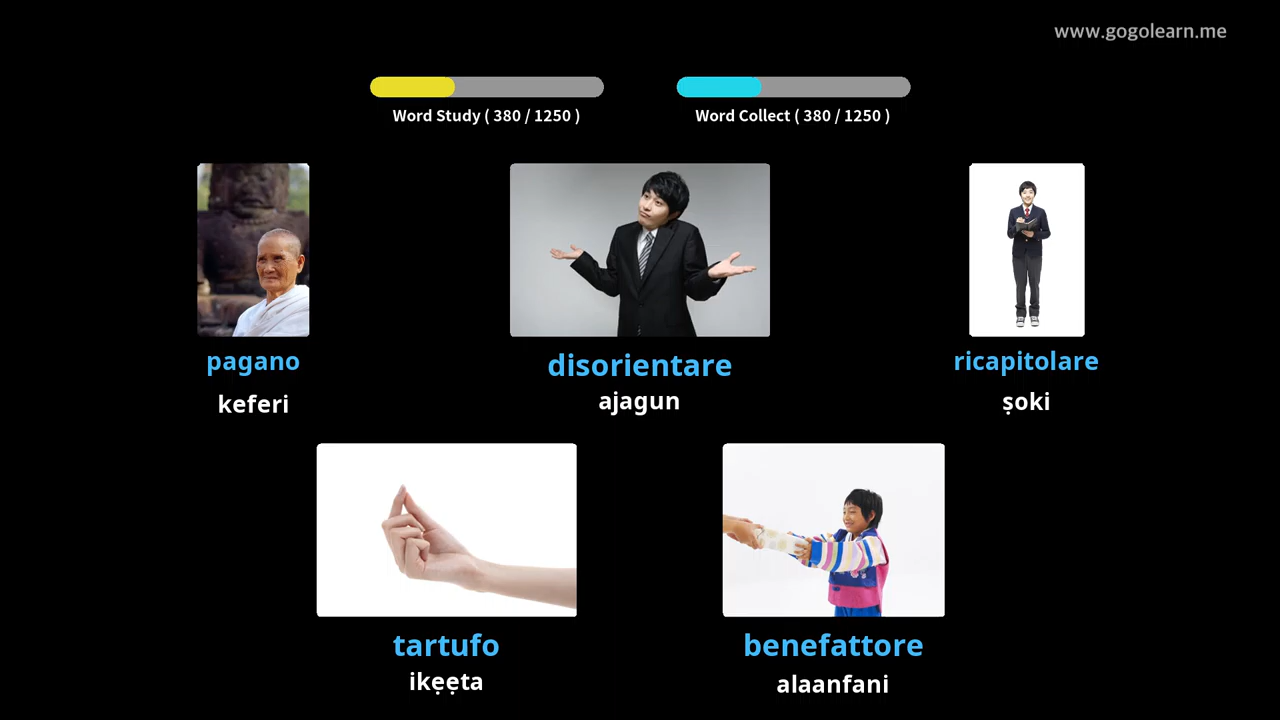 www.gogolearn.me
Word Study ( 380 / 1250 )
Word Collect ( 380 / 1250 )
pagano
keferi
disorientare
ajagun
ricapitolare
ṣoki
tartufo
ikẹẹta
benefattore
alaanfani